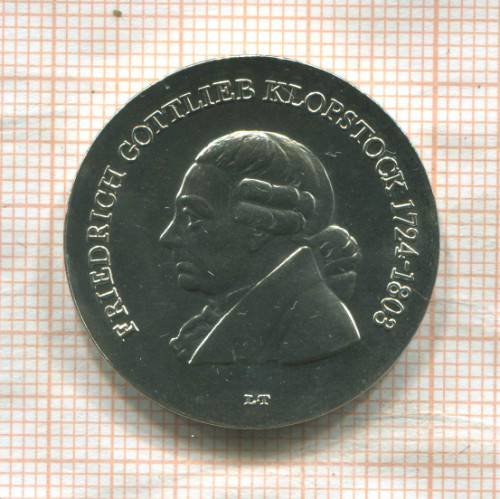 FRIEDRICH GOTTLIEB KLOPSTOCK 1724-1803
L·T